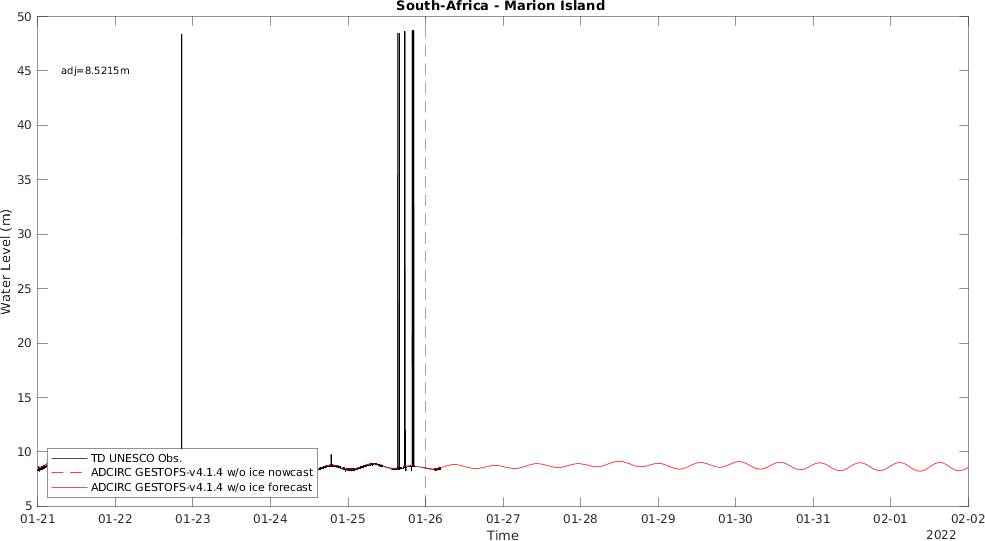 South-Africa - Marion Island
50
45
40
35
30
25
20
15
10
5
adj=8.5215m
Water Level (m)
TD UNESCO Obs.
ADCIRC GESTOFS-v4.1.4 w/o ice nowcast
ADCIRC GESTOFS-v4.1.4 w/o ice forecast
01-21 01-22 01-23 01-24 01-25 01-26 01-27 01-28 01-29 01-30 01-31 02-01 02-02
Time
2022